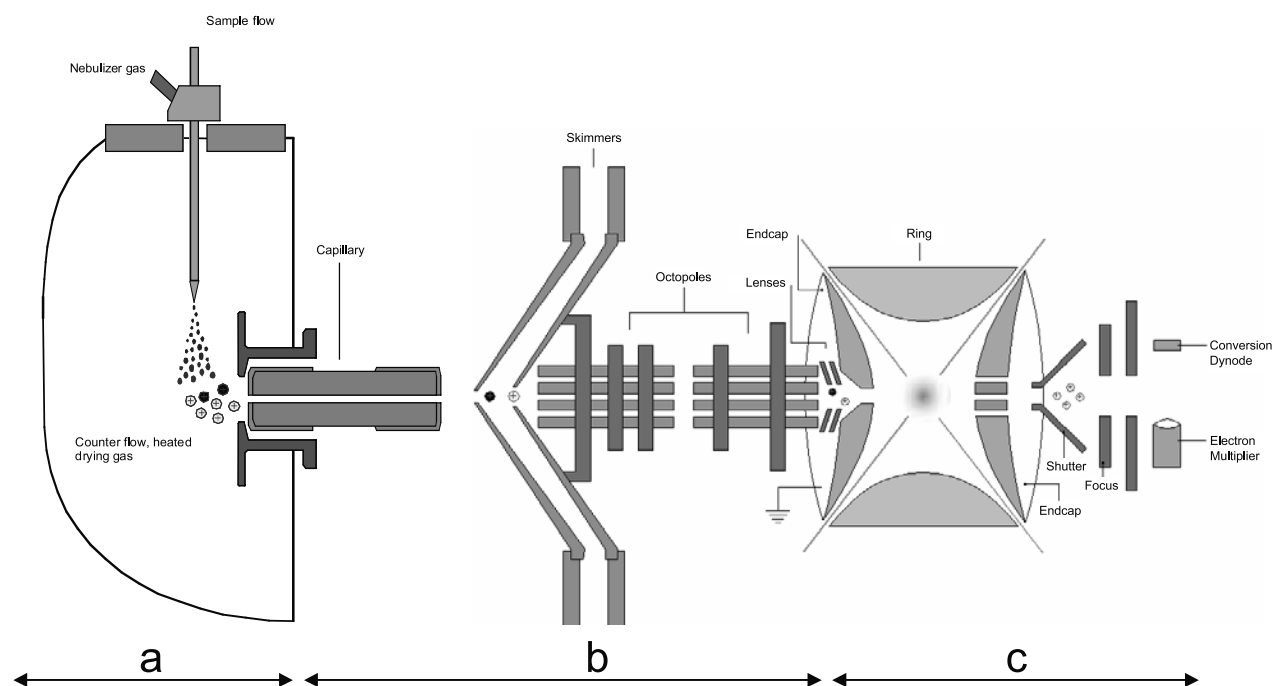 Sample flow
Nebulizer gas
Skimmers
Capillary
Endcap
Ring
Octopoles
Lenses
Conversion
Dynode
Counter flow, heated
drying gas
Shutter
Electron
Multiplier
Focus
Endcap
a
b
c